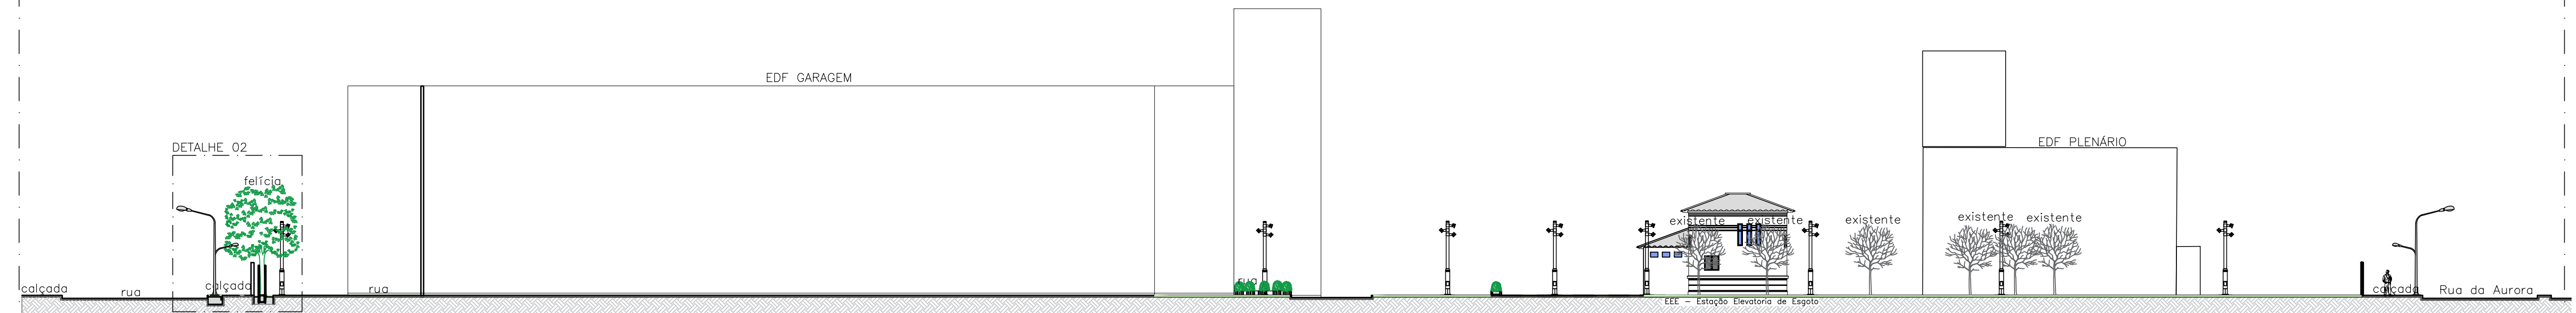 EDF GARAGEM
EDF PLENÁRIO
DETALHE 02
felícia
existente
existente
existente
existente
existente
calçada
rua
calçada
rua
rua
calçada
Rua da Aurora
EEE - Estação Elevatoria de Esgoto